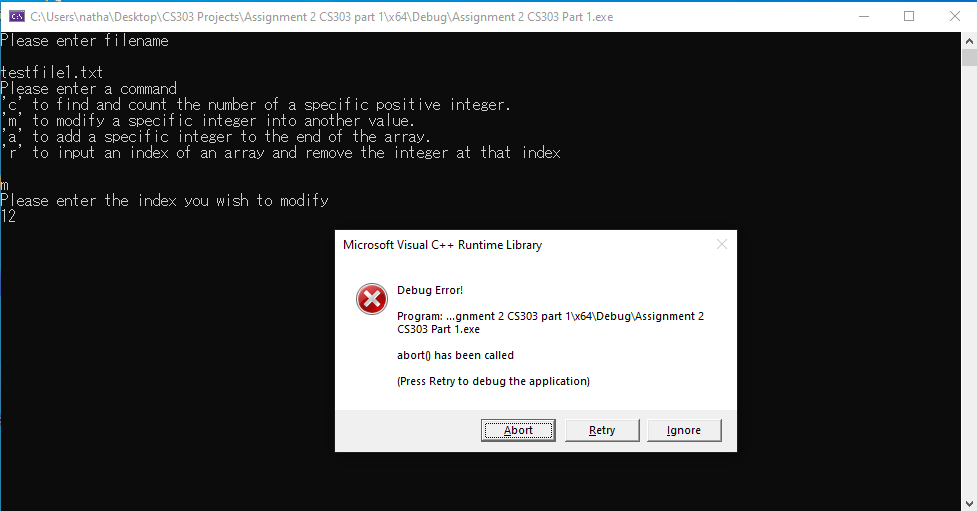 C:\Users\natha\Desktop\CS303 Projects\Assignment 2 CS303 part 1\x64\Debug\Assignment 2 CS303 Part 1.exe
Please enter filename
testfile1.txt
Please enter a command
'c' to find and count the number of a specific positive integer.
'm' to modify a specific integer into another value.
'a' to add a specific integer to the end of the array.
'r' to input an index of an array and remove the integer at that index
m
Please enter the index you wish to modify
12
Microsoft Visual C++ Runtime Library
Debug Error!
Program: ...gnment 2 CS303 part 1\x64\Debug\Assignment 2
CS303 Part 1.exe
abort() has been called
(Press Retry to debug the application)
Abort Retry Ignore